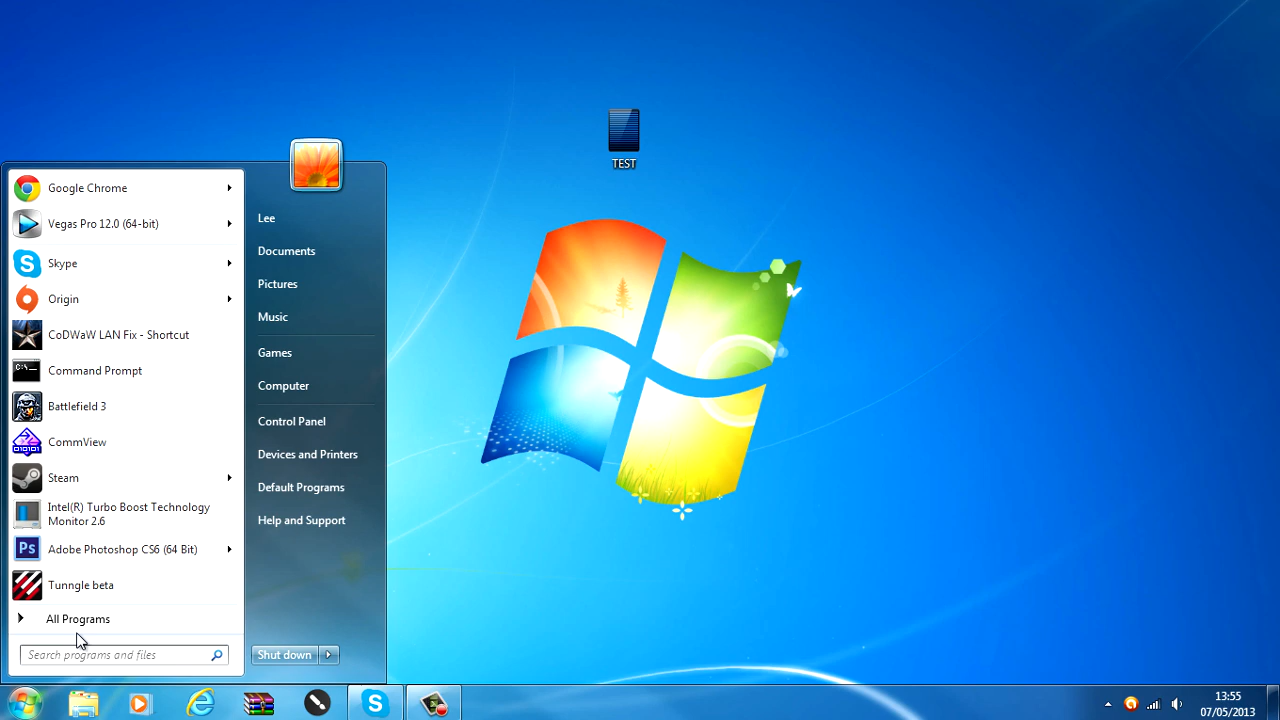 TEST
Google Chrome
Vegas Pro 12.0 (64-bit)
Skype
Origin
CoDWaW LAN Fix - Shortcut
C:\_
Command Prompt
Battlefield 3
010101
CommView
Steam
Intel(R) Turbo Boost Technology
Monitor 2.6
Ps
Adobe Photoshop CS6 (64 Bit)
Tunngle beta
All Programs
Search programs and files
Lee
Documents
Pictures
Music
Games
Computer
Control Panel
Devices and Printers
Default Programs
Help and Support
Shut down
13:55
07/05/2013